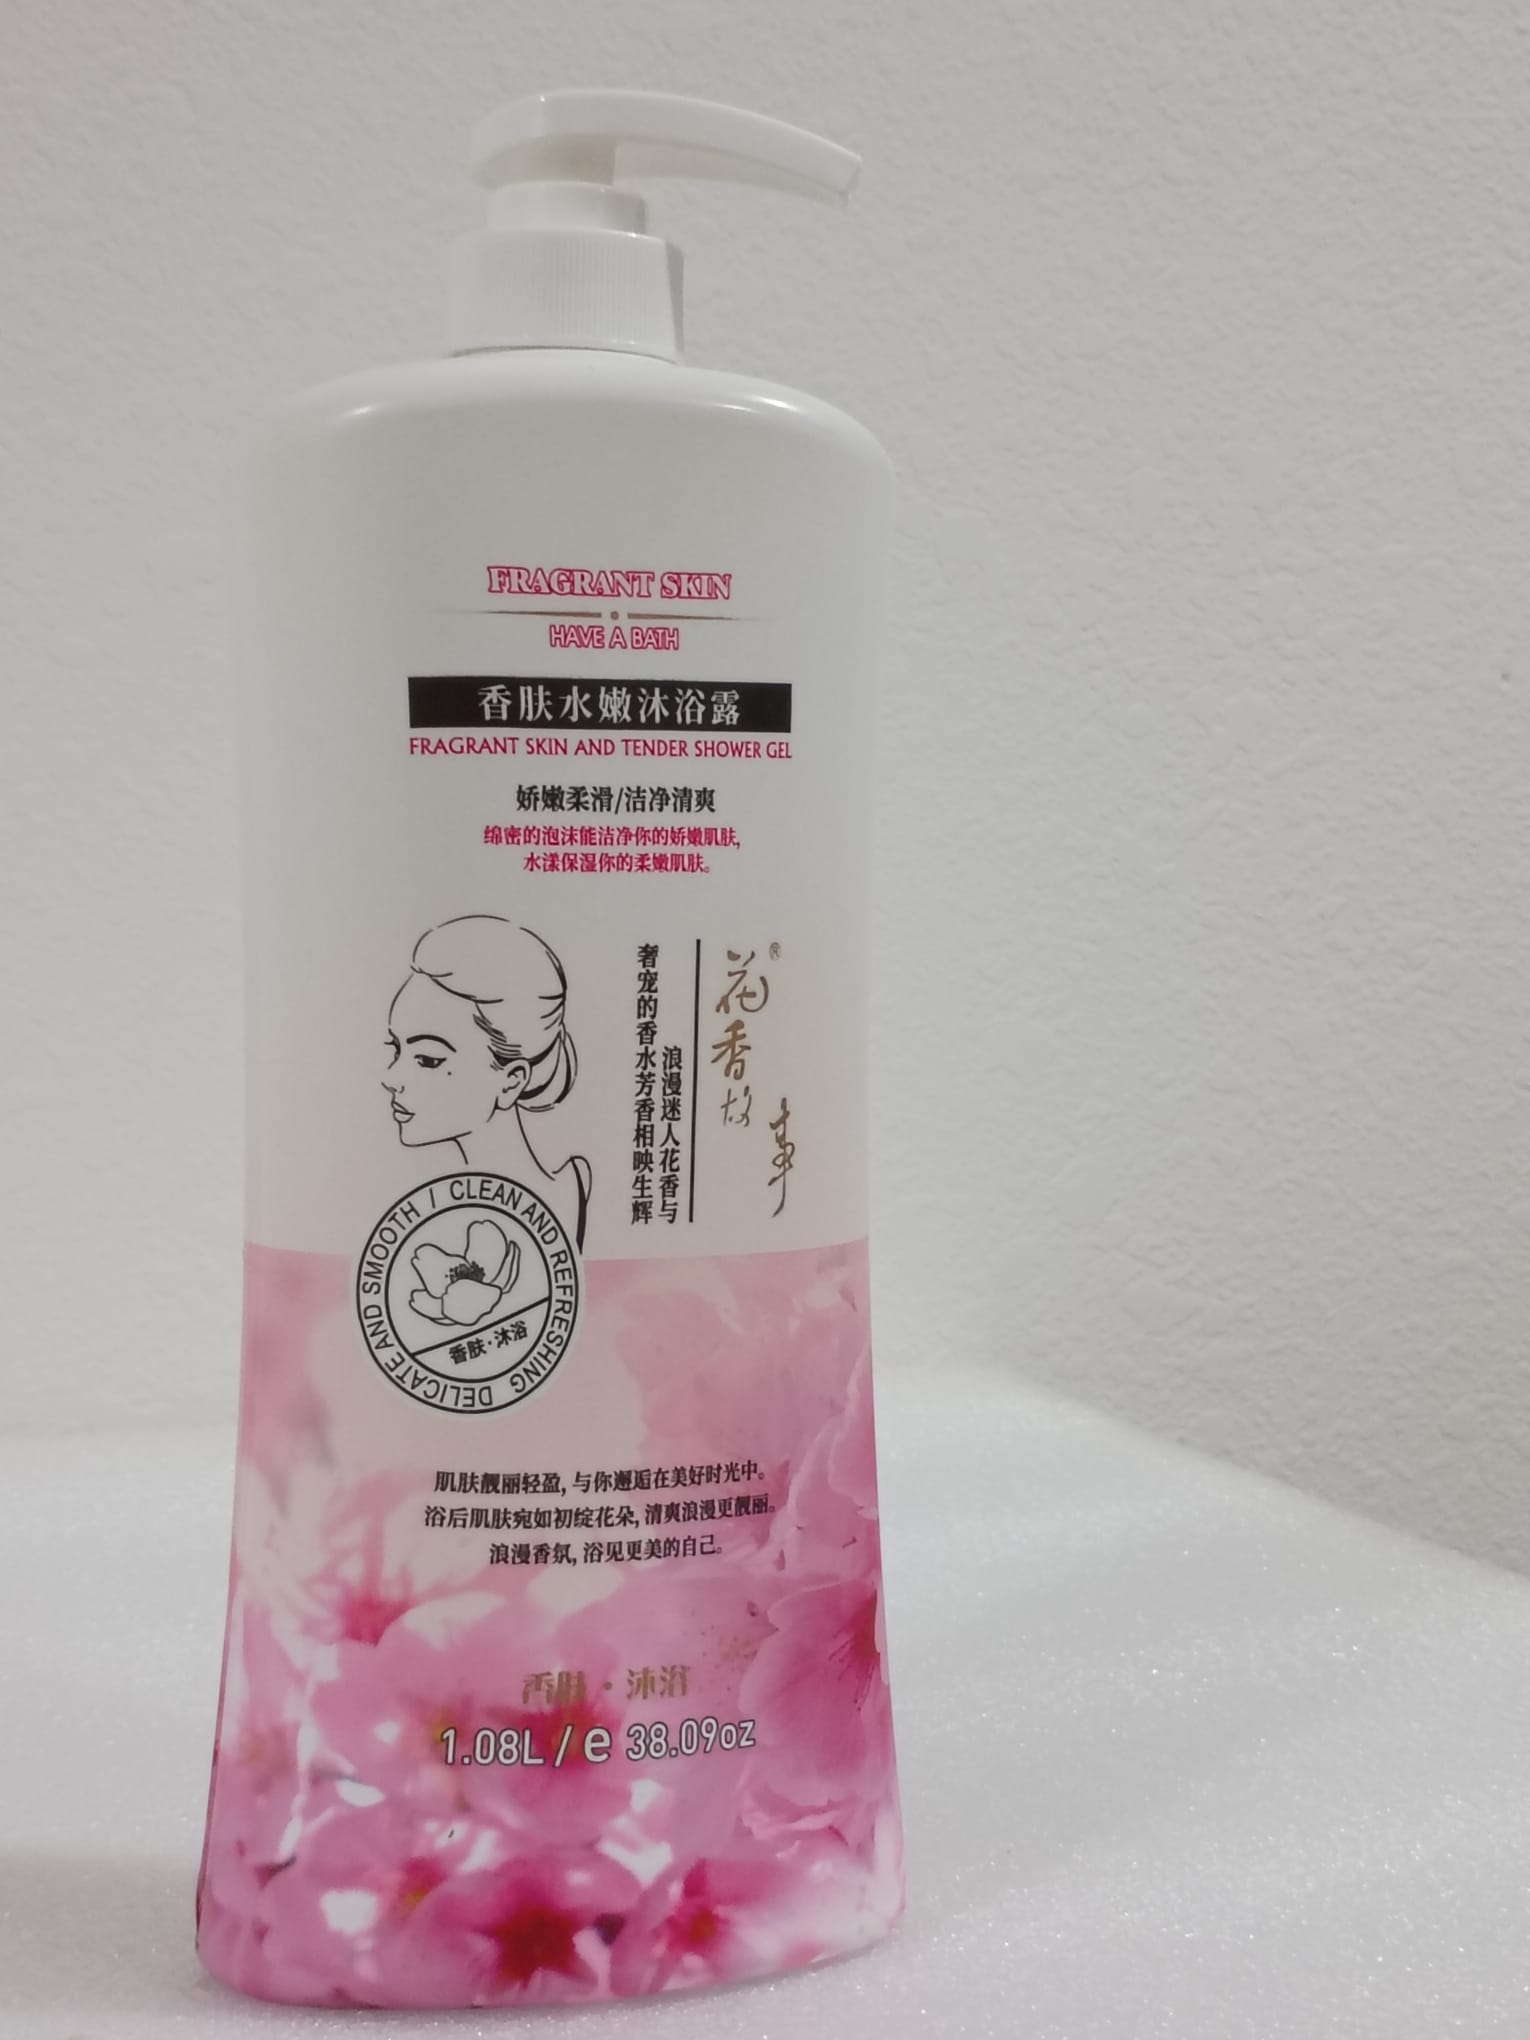 FRAGRANT SKIN
HAVE A BATH
香肤水嫩沐浴露
FRAGRANT SKIN AND TENDER SHOWER GEL
娇嫩柔滑/洁净清爽
绵密的泡沫能洁净你的娇嫩肌肤,
水漾保湿你的柔嫩肌肤。
花香故事®
浪漫迷人花香与
奢宠的香水芳香相映生辉
DELICATE AND SMOOTH / CLEAN AND REFRESHING
香肤·沐浴
肌肤靓丽轻盈,与你邂逅在美好时光中。
浴后肌肤宛如初绽花朵,清爽浪漫更靓丽。
浪漫香氛,浴见更美的自己。
香肤·沐浴
1.08L / e 38.09oz